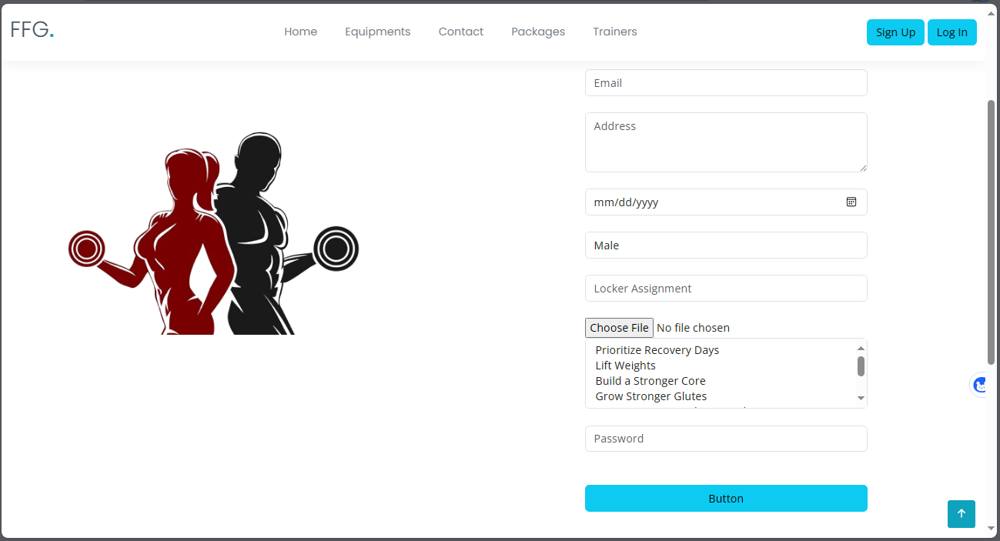 FFG.
Home
Equipments
Contact
Packages
Trainers
Sign Up
Log In
Email
Address
mm/dd/yyyy
Male
Locker Assignment
Choose File No file chosen
Prioritize Recovery Days
Lift Weights
Build a Stronger Core
Grow Stronger Glutes
Password
Button